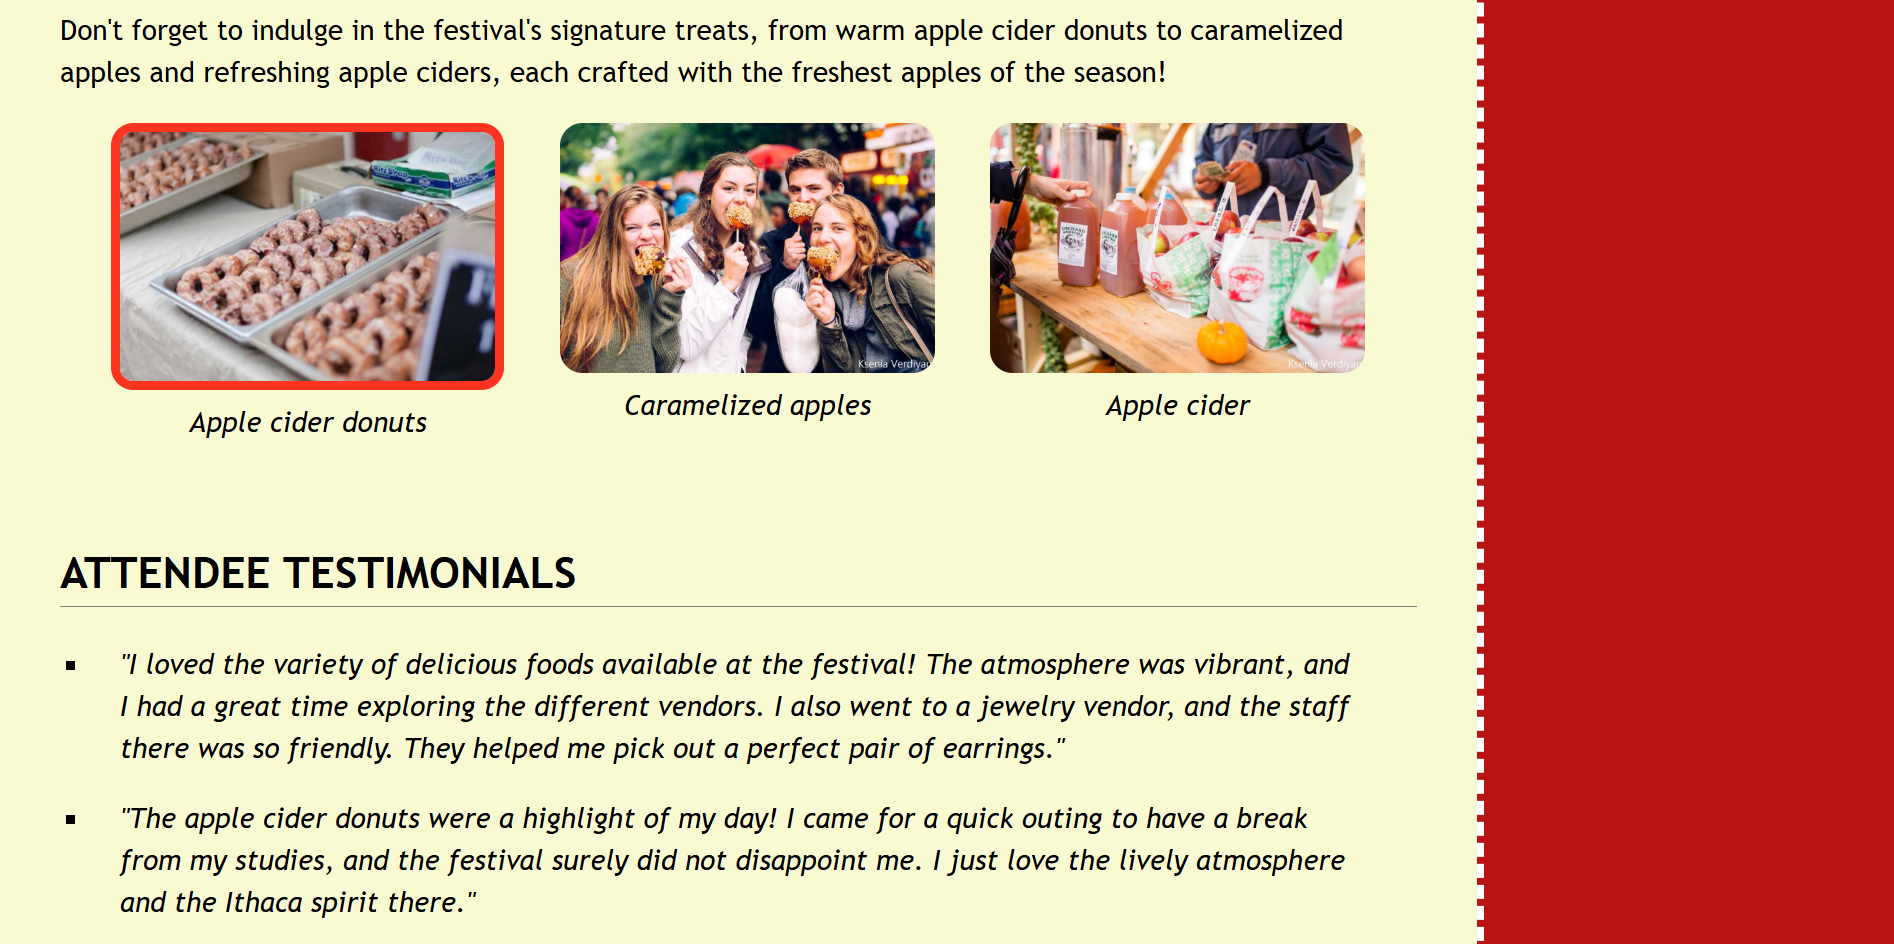 Don't forget to indulge in the festival's signature treats, from warm apple cider donuts to caramelized
apples and refreshing apple ciders, each crafted with the freshest apples of the season!
Ksenia Verdiyan
Ksenia Verdiyan
Apple cider donuts
Caramelized apples
Apple cider
ATTENDEE TESTIMONIALS
"I loved the variety of delicious foods available at the festival! The atmosphere was vibrant, and
I had a great time exploring the different vendors. I also went to a jewelry vendor, and the staff
there was so friendly. They helped me pick out a perfect pair of earrings."
"The apple cider donuts were a highlight of my day! I came for a quick outing to have a break
from my studies, and the festival surely did not disappoint me. I just love the lively atmosphere
and the Ithaca spirit there."